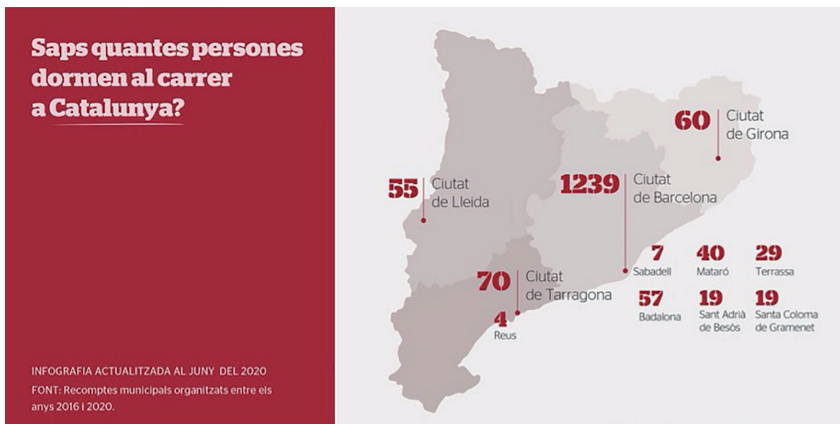 Saps quantes persones
dormen al carrer
a Catalunya?
INFOGRAFIA ACTUALITZADA AL JUNY DEL 2020
FONT: Recomptes municipals organitzats entre els
anys 2016 i 2020.
60
Ciutat
de Girona
55
Ciutat
de Lleida
1239
Ciutat
de Barcelona
7
Sabadell
40
Mataró
29
Terrassa
70
Ciutat
de Tarragona
4
Reus
57
Badalona
19
Sant Adrià
de Besòs
19
Santa Coloma
de Gramenet